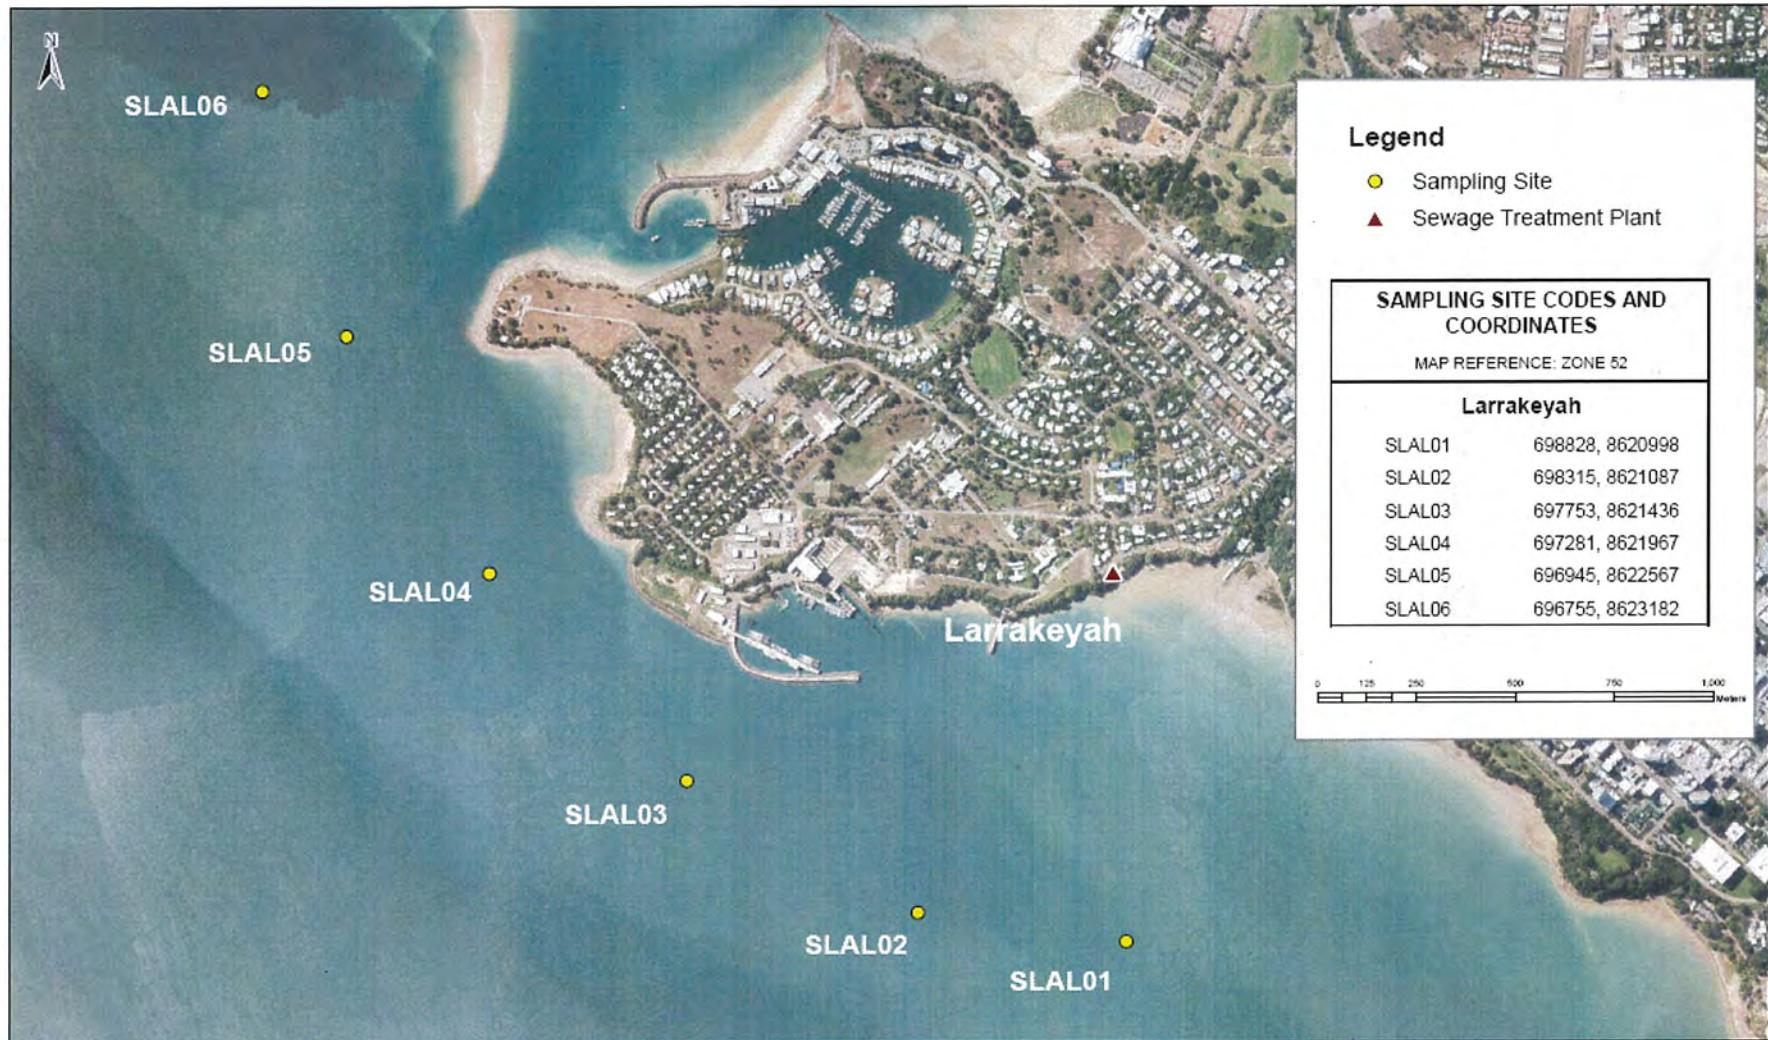 N
SLAL06
SLAL05
SLAL04
SLAL03
SLAL02
SLAL01
Larrakeyah
Legend
Sampling Site
Sewage Treatment Plant
SAMPLING SITE CODES AND
COORDINATES
MAP REFERENCE: ZONE 52
Larrakeyah
SLAL01 698828, 8620998
SLAL02 698315, 8621087
SLAL03 697753, 8621436
SLAL04 697281, 8621967
SLAL05 696945, 8622567
SLAL06 696755, 8623182
0 125 250 500 750 1,000
Meters